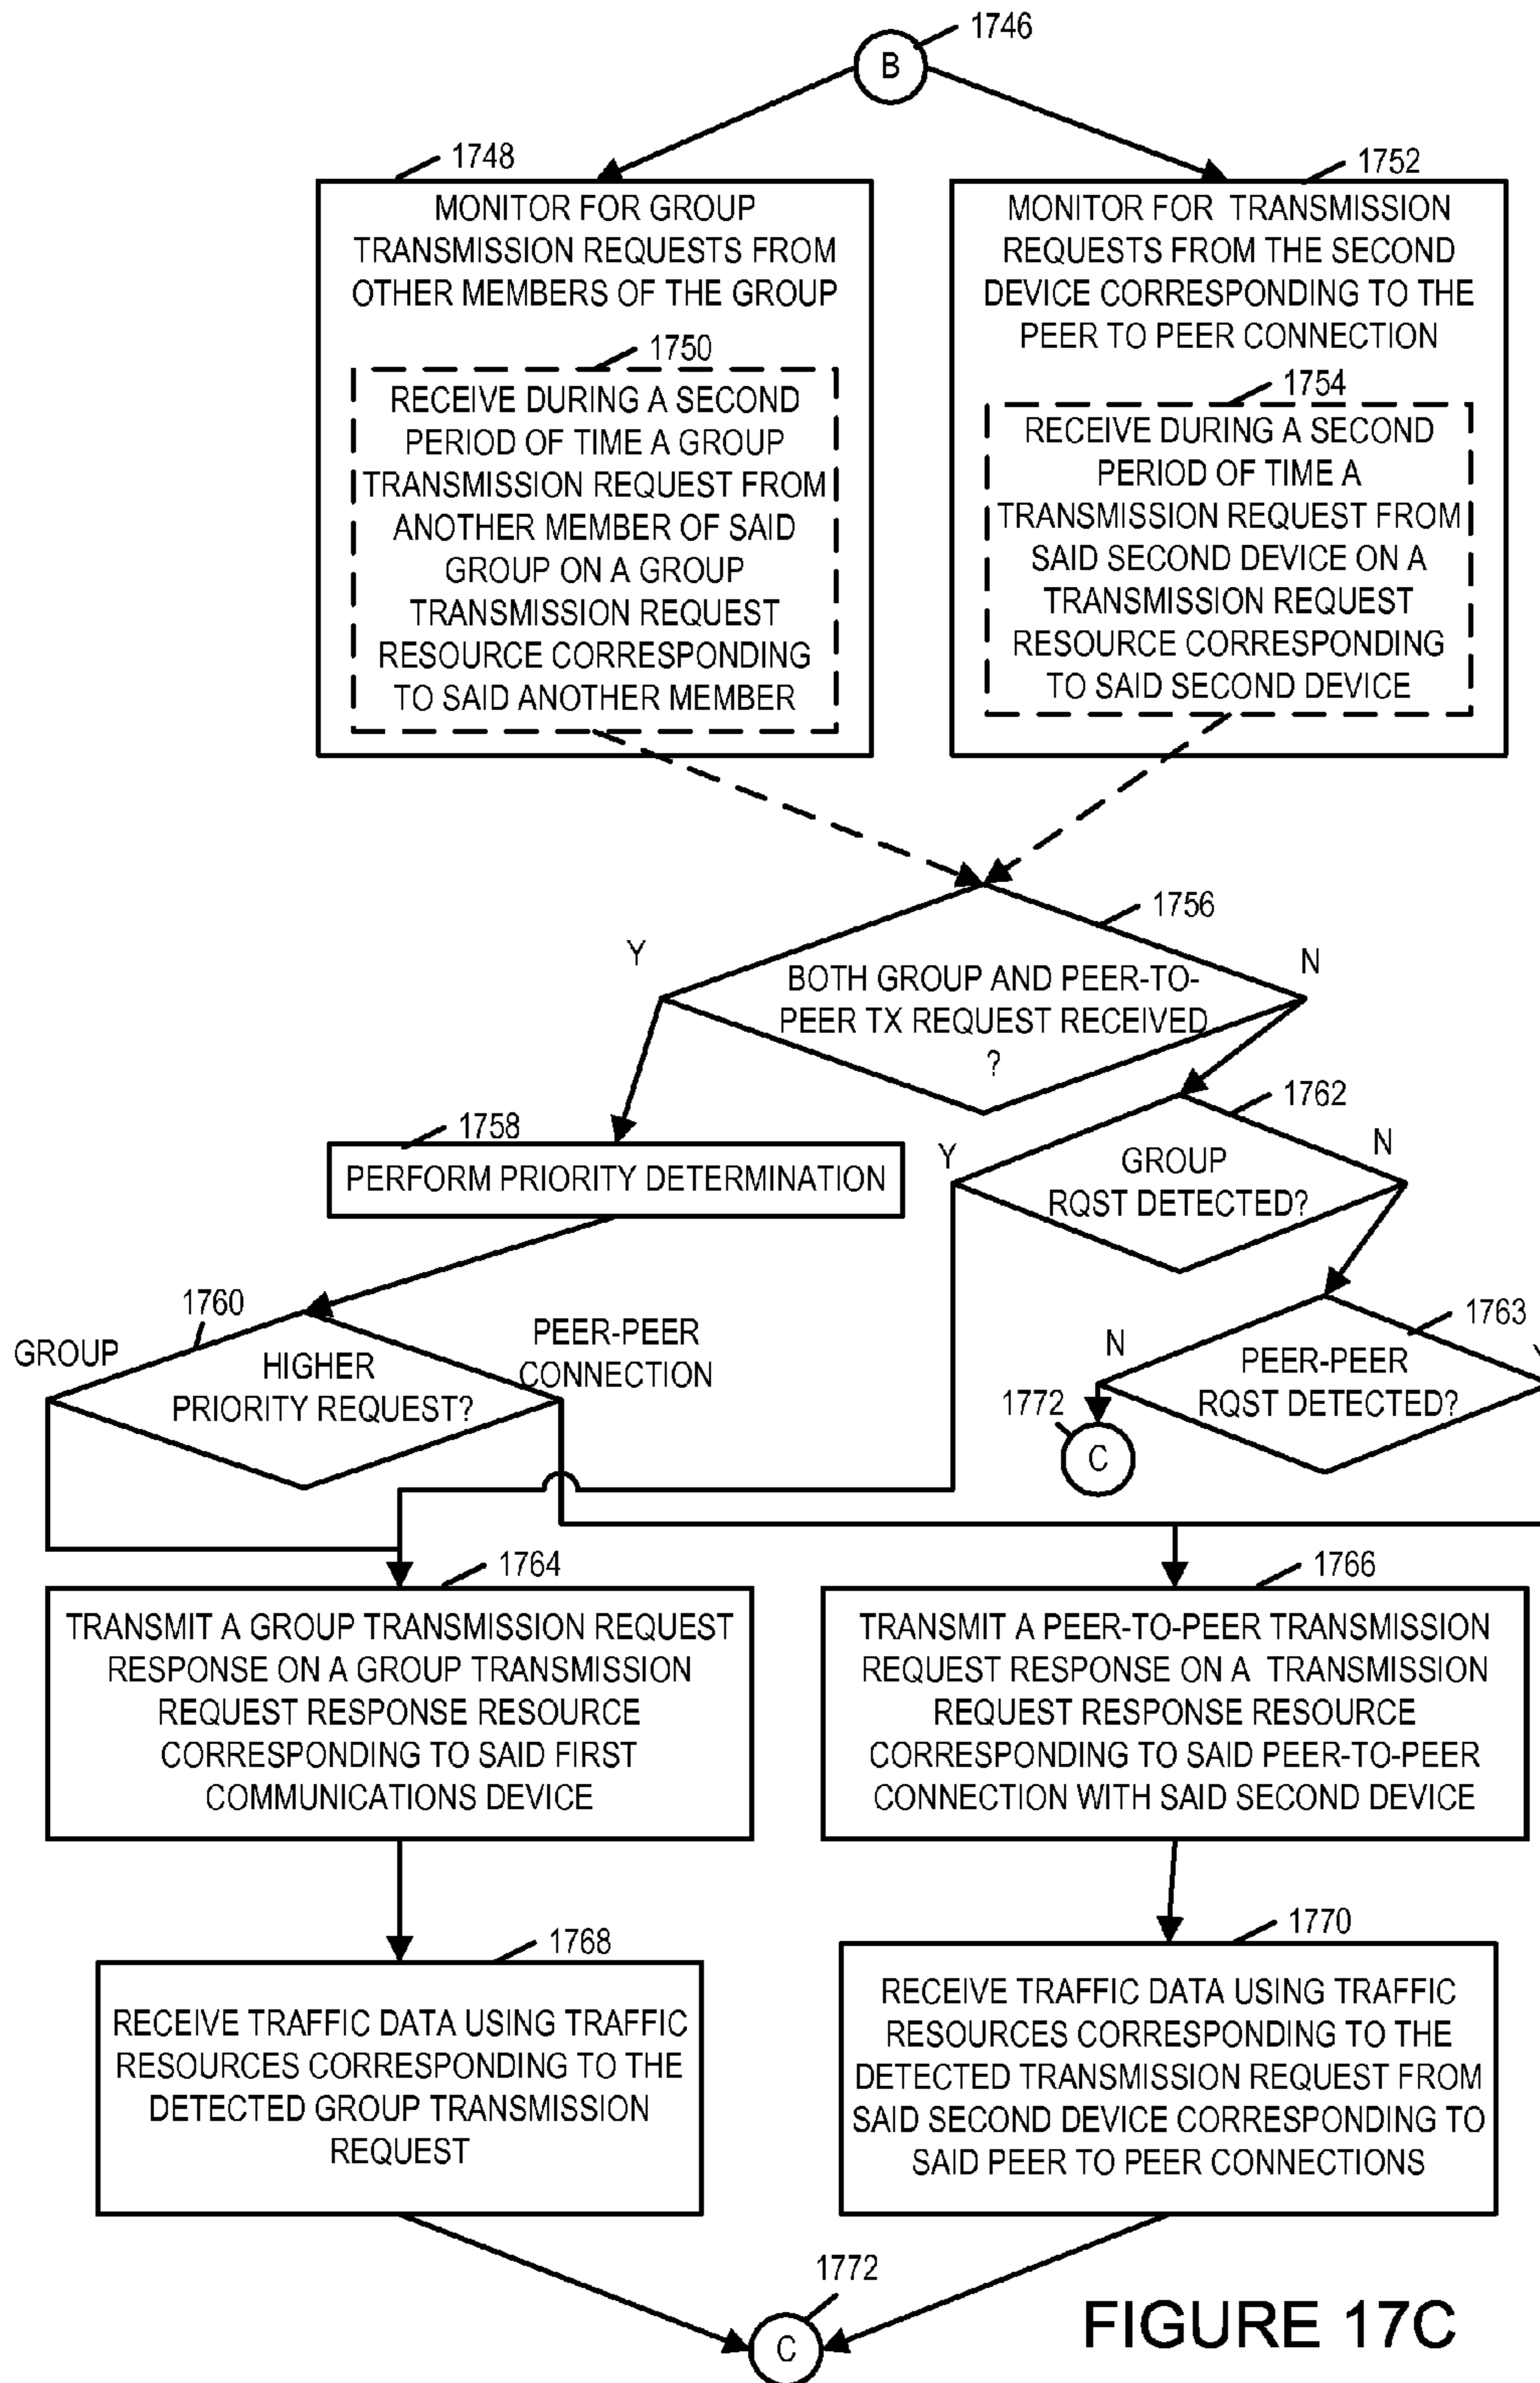 1746
B
1748
MONITOR FOR GROUP
TRANSMISSION REQUESTS FROM
OTHER MEMBERS OF THE GROUP
1750
RECEIVE DURING A SECOND
PERIOD OF TIME A GROUP
TRANSMISSION REQUEST FROM
ANOTHER MEMBER OF SAID
GROUP ON A GROUP
TRANSMISSION REQUEST
RESOURCE CORRESPONDING
TO SAID ANOTHER MEMBER
1752
MONITOR FOR TRANSMISSION
REQUESTS FROM THE SECOND
DEVICE CORRESPONDING TO THE
PEER TO PEER CONNECTION
1754
RECEIVE DURING A SECOND
PERIOD OF TIME A
TRANSMISSION REQUEST FROM
SAID SECOND DEVICE ON A
TRANSMISSION REQUEST
RESOURCE CORRESPONDING
TO SAID SECOND DEVICE
1756
Y
N
BOTH GROUP AND PEER-TO-
PEER TX REQUEST RECEIVED
?
1758
PERFORM PRIORITY DETERMINATION
1762
Y
N
GROUP
RQST DETECTED?
1760
GROUP
HIGHER
PRIORITY REQUEST?
PEER-PEER
CONNECTION
1763
N
Y
PEER-PEER
RQST DETECTED?
1772
C
1764
TRANSMIT A GROUP TRANSMISSION REQUEST
RESPONSE ON A GROUP TRANSMISSION
REQUEST RESPONSE RESOURCE
CORRESPONDING TO SAID FIRST
COMMUNICATIONS DEVICE
1766
TRANSMIT A PEER-TO-PEER TRANSMISSION
REQUEST RESPONSE ON A TRANSMISSION
REQUEST RESPONSE RESOURCE
CORRESPONDING TO SAID PEER-TO-PEER
CONNECTION WITH SAID SECOND DEVICE
1768
RECEIVE TRAFFIC DATA USING TRAFFIC
RESOURCES CORRESPONDING TO THE
DETECTED GROUP TRANSMISSION
REQUEST
1770
RECEIVE TRAFFIC DATA USING TRAFFIC
RESOURCES CORRESPONDING TO THE
DETECTED TRANSMISSION REQUEST FROM
SAID SECOND DEVICE CORRESPONDING TO
SAID PEER TO PEER CONNECTIONS
1772
C
FIGURE 17C